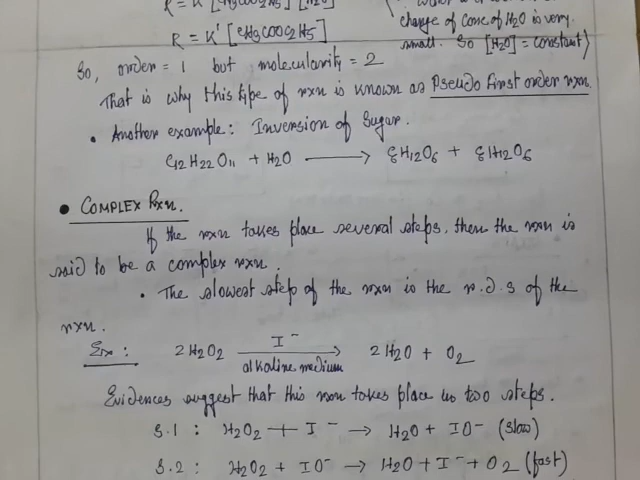 R = K [CH3COOC2H5] [H2O]
R = K' [CH3COOC2H5]
change of Conc of H2O is very
small. So [H2O] = constant)
So, order = 1 but molecularity = 2
That is why this type of rxn is known as Pseudo First order rxn.
• Another example: Inversion of Sugar.
C12H22O11 + H2O ⟶ C6H12O6 + C6H12O6
• COMPLEX Rxn.
If the rxn takes place several steps, then the rxn is
said to be a complex rxn.
• The slowest step of the rxn is the r.d.s of the
rxn.
Ex : 2H2O2 I⁻ ⟶ alkaline medium 2H2O + O2
Evidences suggest that this rxn takes place in two steps.
S.1 : H2O2 + I⁻ → H2O + IO⁻ (slow)
S.2 : H2O2 + IO⁻ → H2O + I⁻ + O2 (fast)